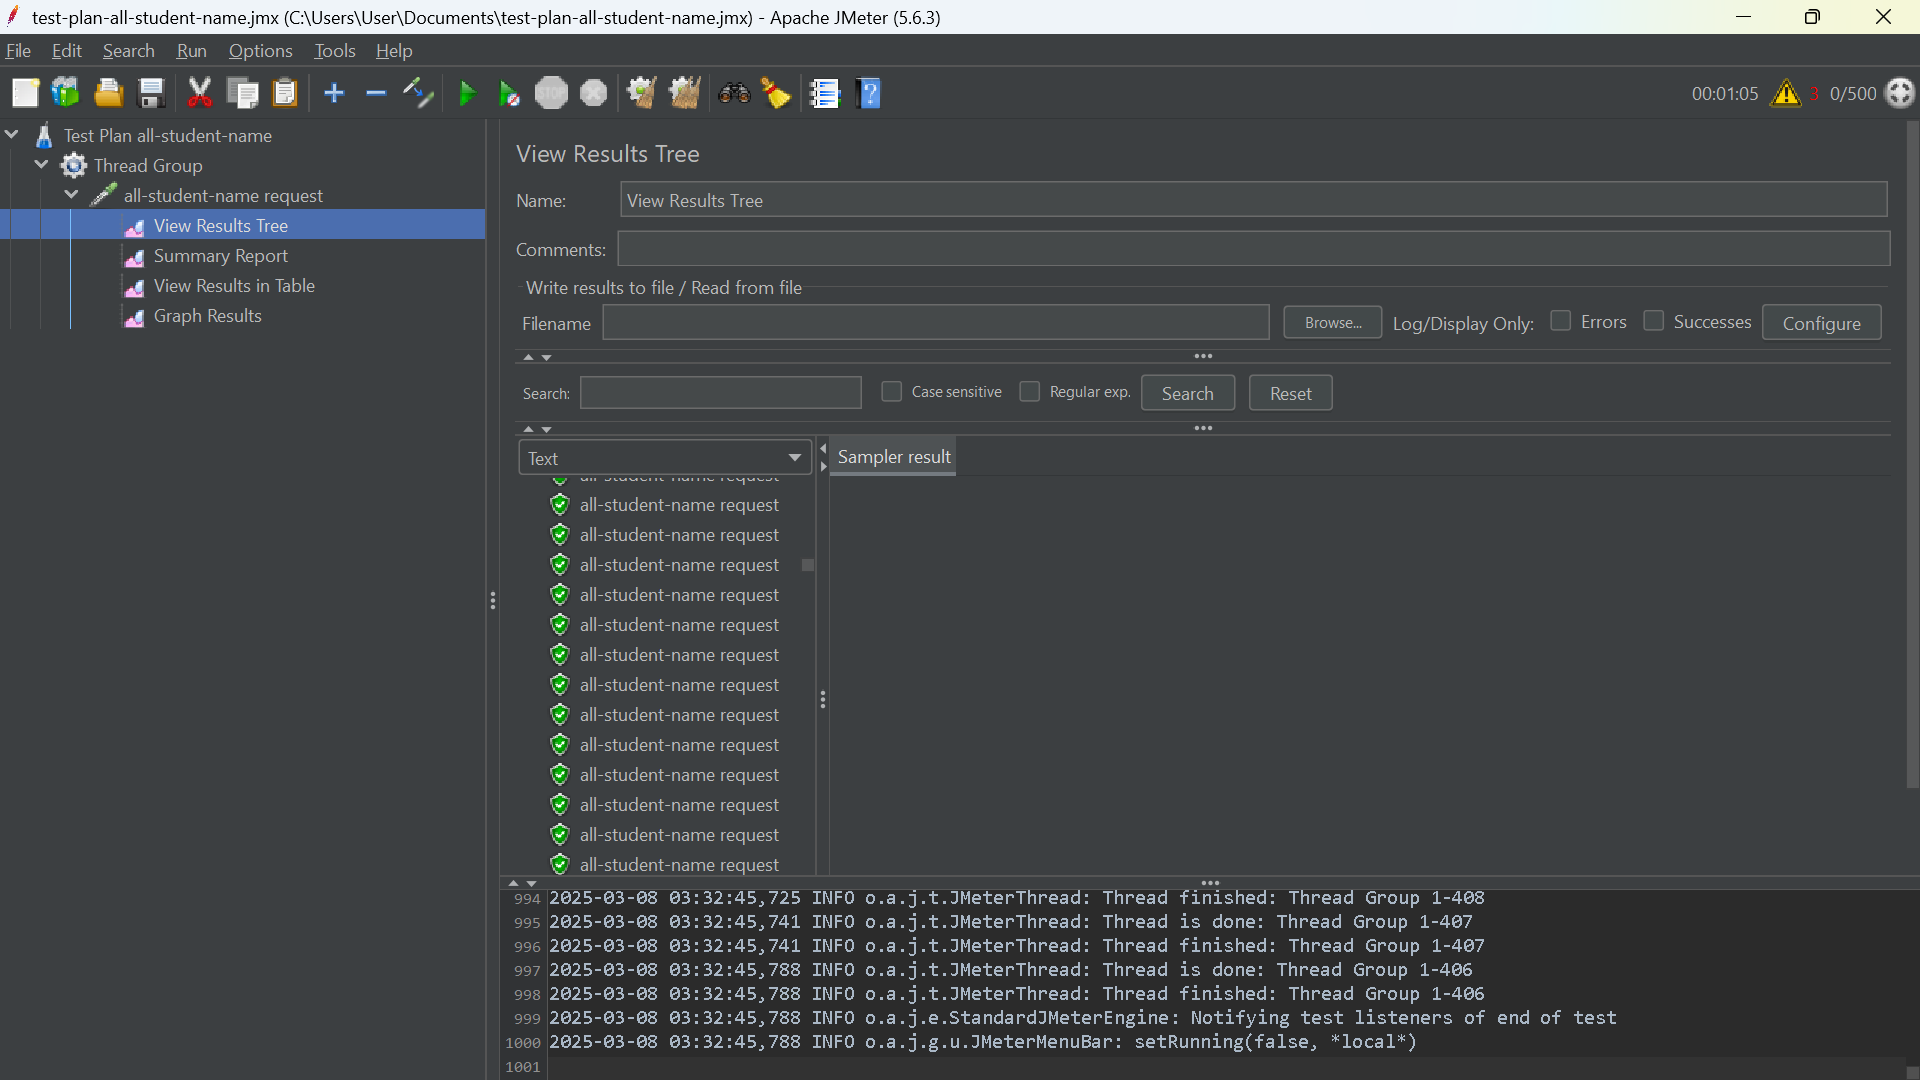 test-plan-all-student-name.jmx (C:\Users\User\Documents\test-plan-all-student-name.jmx) - Apache JMeter (5.6.3)
File Edit Search Run Options Tools Help
STOP
00:01:05 3 0/500
Test Plan all-student-name
Thread Group
all-student-name request
View Results Tree
Summary Report
View Results in Table
Graph Results
View Results Tree
Name: View Results Tree
Comments:
Write results to file / Read from file
Filename Browse... Log/Display Only: Errors Successes Configure
Search: Case sensitive Regular exp. Search Reset
Text Sampler result
all-student-name request
all-student-name request
all-student-name request
all-student-name request
all-student-name request
all-student-name request
all-student-name request
all-student-name request
all-student-name request
all-student-name request
all-student-name request
all-student-name request
all-student-name request
all-student-name request
994 2025-03-08 03:32:45,725 INFO o.a.j.t.JMeterThread: Thread finished: Thread Group 1-408
995 2025-03-08 03:32:45,741 INFO o.a.j.t.JMeterThread: Thread is done: Thread Group 1-407
996 2025-03-08 03:32:45,741 INFO o.a.j.t.JMeterThread: Thread finished: Thread Group 1-407
997 2025-03-08 03:32:45,788 INFO o.a.j.t.JMeterThread: Thread is done: Thread Group 1-406
998 2025-03-08 03:32:45,788 INFO o.a.j.t.JMeterThread: Thread finished: Thread Group 1-406
999 2025-03-08 03:32:45,788 INFO o.a.j.e.StandardJMeterEngine: Notifying test listeners of end of test
1000 2025-03-08 03:32:45,788 INFO o.a.j.g.u.JMeterMenuBar: setRunning(false, *local*)
1001